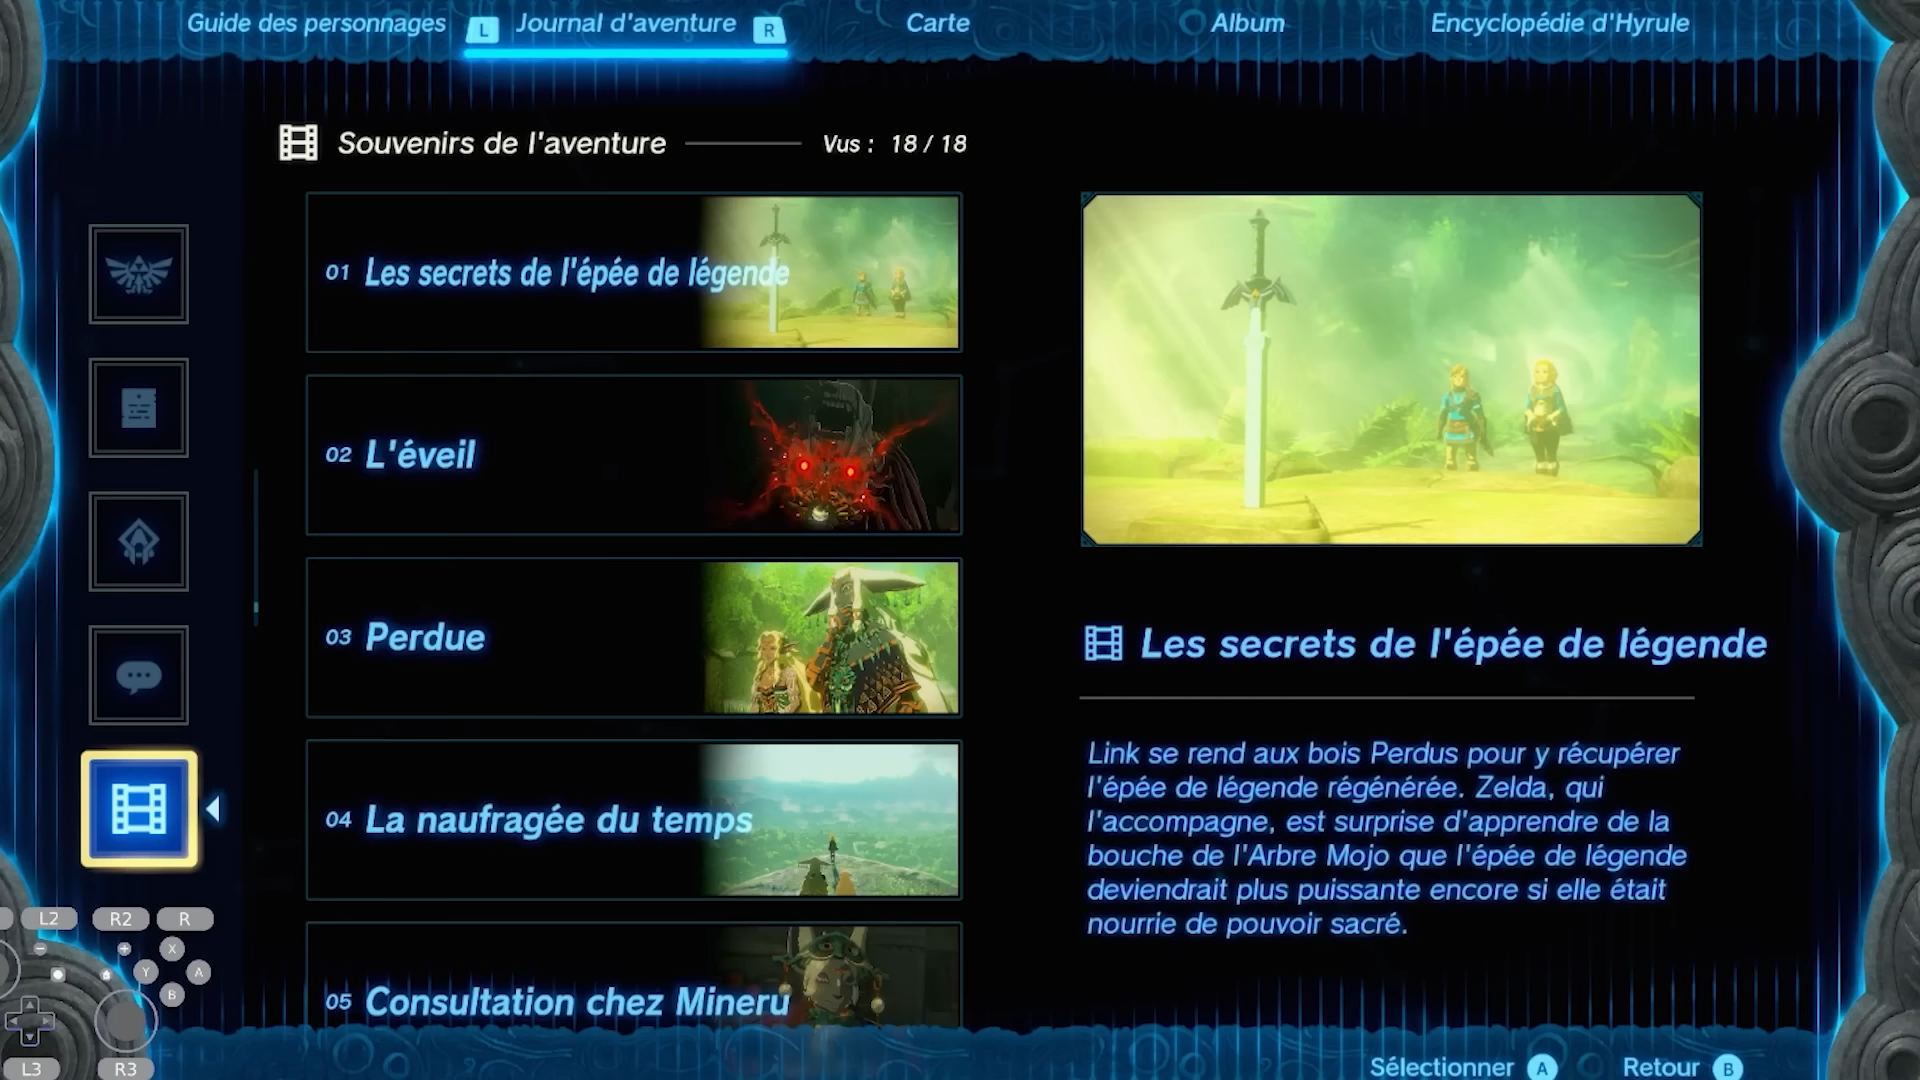 Guide des personnages L Journal d'aventure R Carte Album Encyclopédie d'Hyrule
Souvenirs de l'aventure Vus : 18 / 18
01 Les secrets de l'épée de légende
02 L'éveil
03 Perdue
04 La naufragée du temps
05 Consultation chez Mineru
Les secrets de l'épée de légende
Link se rend aux bois Perdus pour y récupérer
l'épée de légende régénérée. Zelda, qui
l'accompagne, est surprise d'apprendre de la
bouche de l'Arbre Mojo que l'épée de légende
deviendrait plus puissante encore si elle était
nourrie de pouvoir sacré.
L2 R2 R
X
Y A
B
L3 R3
Sélectionner A Retour B